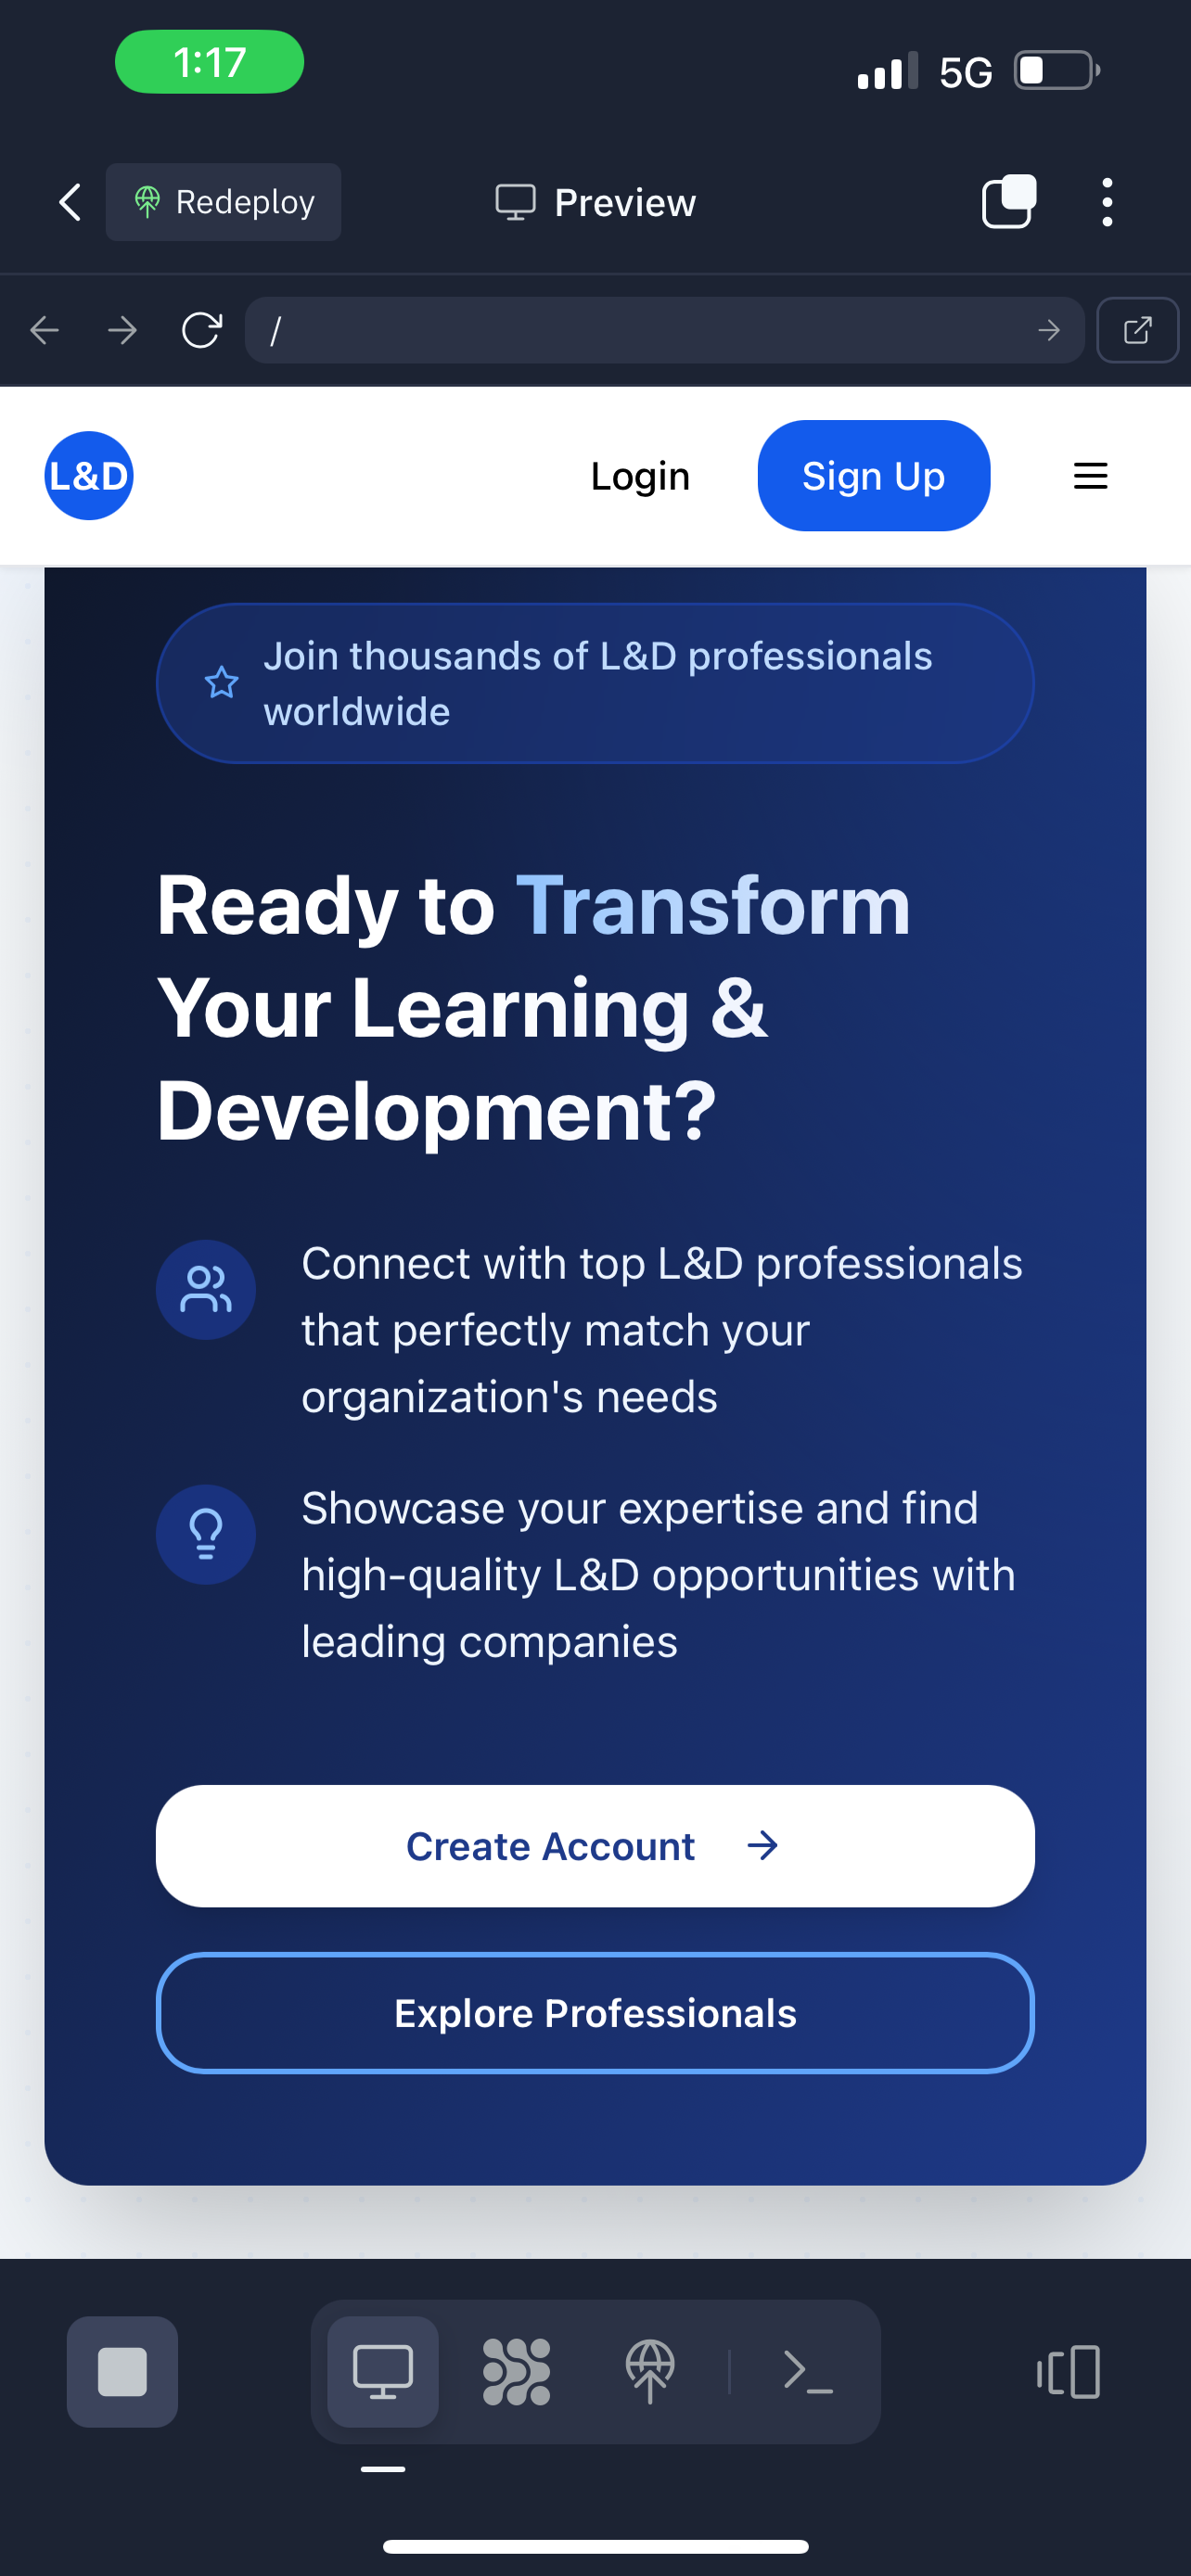 1:17
5G
Redeploy
Preview
/
L&D
Login
Sign Up
Join thousands of L&D professionals
worldwide
Ready to Transform
Your Learning &
Development?
Connect with top L&D professionals
that perfectly match your
organization's needs
Showcase your expertise and find
high-quality L&D opportunities with
leading companies
Create Account
Explore Professionals